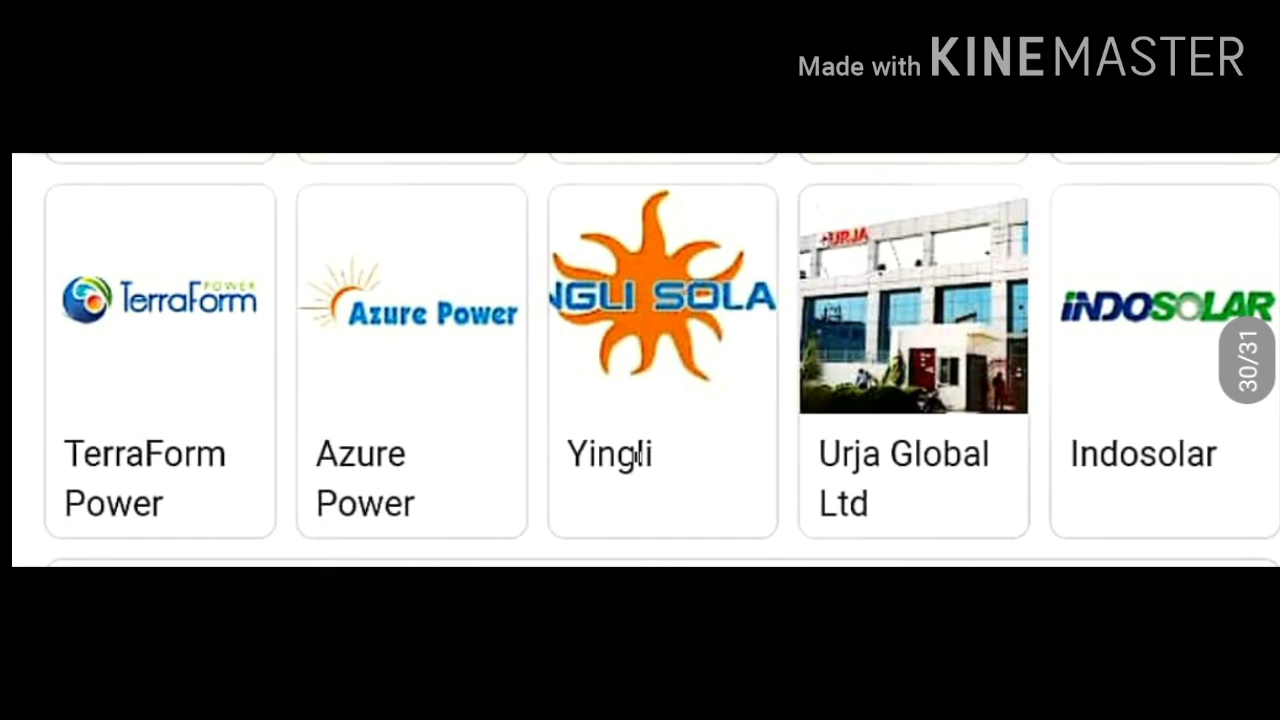 Made with KINEMASTER
TerraForm POWER
Azure Power
NGLI SOLA
URJA
INDOSOLAR
30/31
TerraForm
Power
Azure
Power
Yingli
Urja Global
Ltd
Indosolar